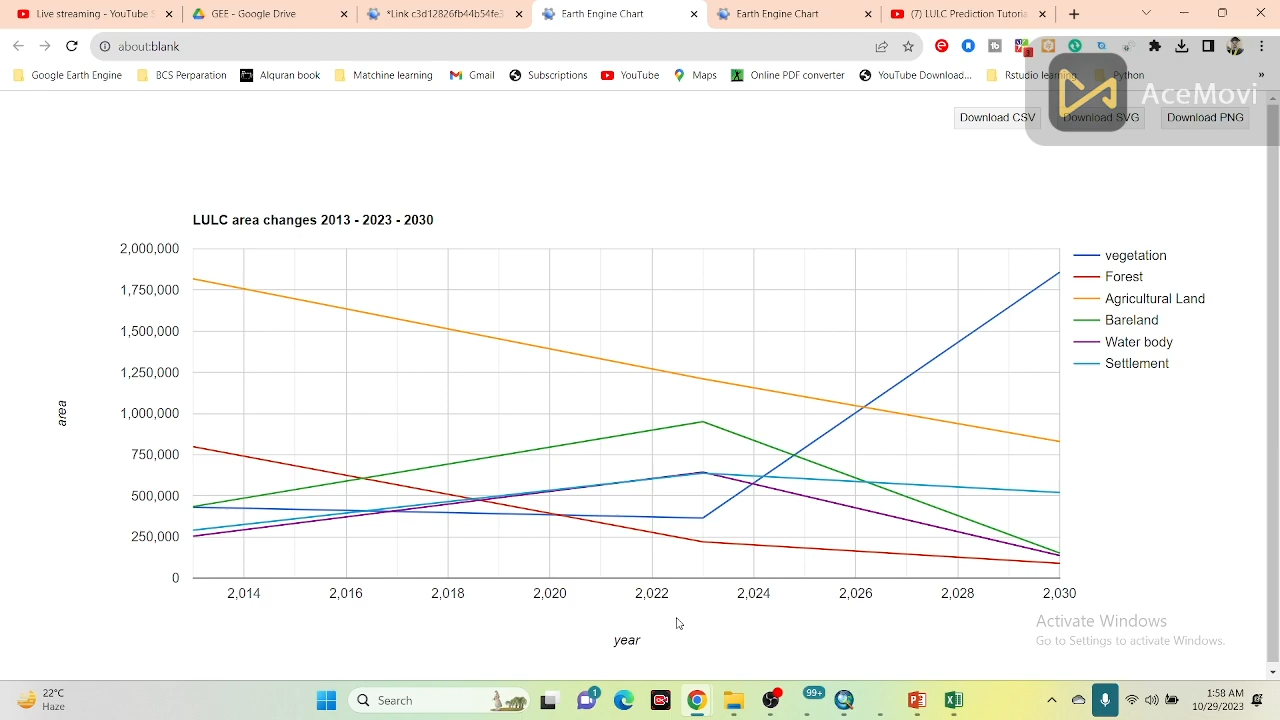 Live streaming - YouTube S
GEE - Google Drive
*Link c3d12826bfe44b54fe3
Earth Engine Chart
Earth Engine Chart
(7) LULC Prediction Tutoria
about:blank
Google Earth Engine
BCS Perparation
Alquran book
Matchine learning
Gmail
Subscriptions
YouTube
Maps
Online PDF converter
YouTube Download...
Rstudio learning
Python
»
AceMovi
Download CSV
Download SVG
Download PNG
LULC area changes 2013 - 2023 - 2030
2,000,000
1,750,000
1,500,000
1,250,000
1,000,000
750,000
500,000
250,000
0
area
vegetation
Forest
Agricultural Land
Bareland
Water body
Settlement
2,014
2,016
2,018
2,020
2,022
2,024
2,026
2,028
2,030
year
Activate Windows
Go to Settings to activate Windows.
22°C
Haze
Search
1
99+
1:58 AM
10/29/2023